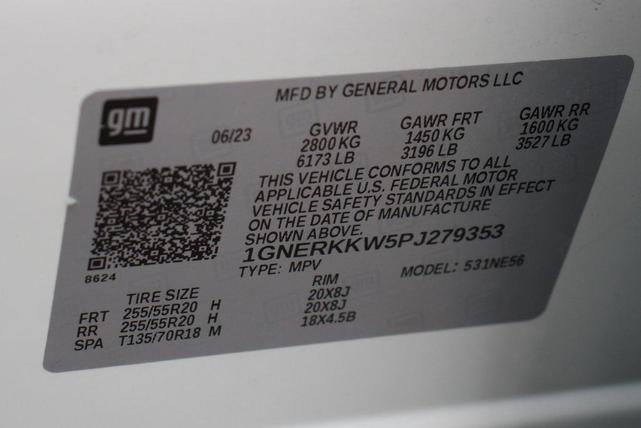 gm
MFD BY GENERAL MOTORS LLC
06/23 GVWR GAWR FRT GAWR RR
2800 KG 1450 KG 1600 KG
6173 LB 3196 LB 3527 LB
THIS VEHICLE CONFORMS TO ALL
APPLICABLE U.S. FEDERAL MOTOR
VEHICLE SAFETY STANDARDS IN EFFECT
ON THE DATE OF MANUFACTURE
SHOWN ABOVE.
1GNERKKW5PJ279353
8624
TYPE: MPV MODEL: 531NE56
TIRE SIZE RIM
FRT 255/55R20 H 20X8J
RR 255/55R20 H 20X8J
SPA T135/70R18 M 18X4.5B